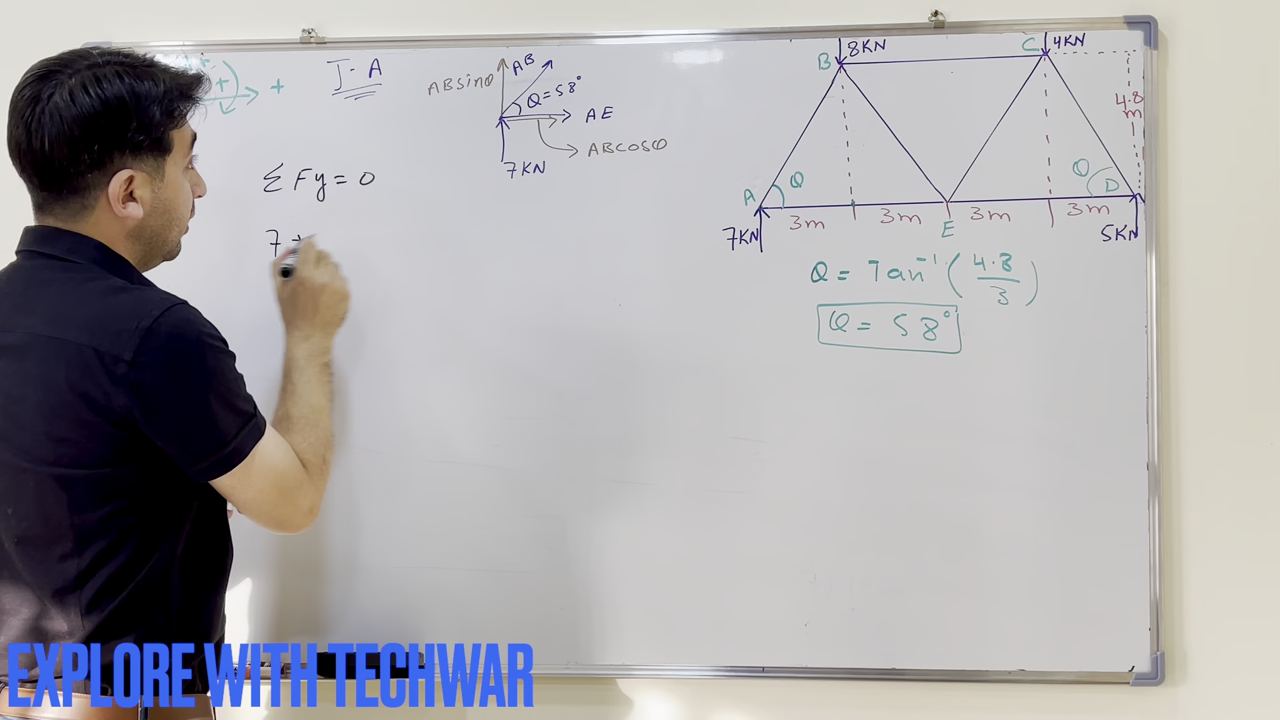 +
+
J-A
ABsinθ
AB
θ=58°
AE
ABCOSθ
7KN
ΣFy=0
7+
B
8KN
C
4KN
4.8
m
A
θ
θ
D
3m
3m
E
3m
3m
7KN
5KN
θ = Tan⁻¹ (4.8/3)
θ = 58°
EXPLORE WITH TECHWAR